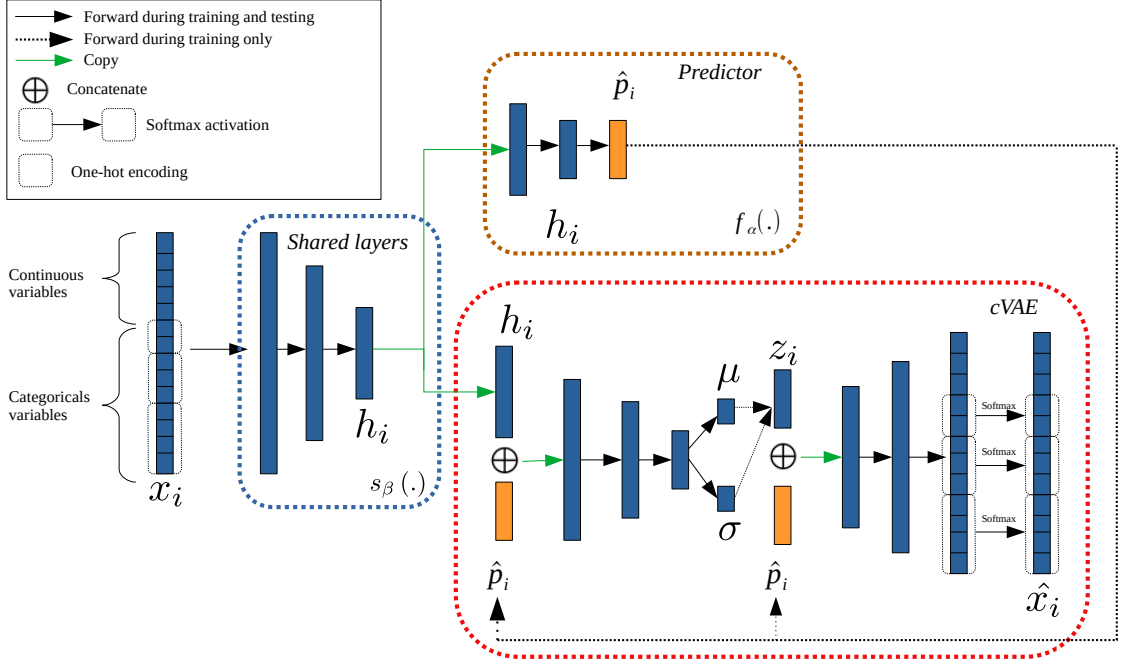 Forward during training and testing
Forward during training only
Copy
Concatenate
Softmax activation
One-hot encoding
Predictor
p̂ᵢ
hᵢ
f_α(.)
Continuous
variables
Categoricals
variables
xᵢ
Shared layers
hᵢ
s_β(.)
cVAE
hᵢ
p̂ᵢ
μ
σ
zᵢ
p̂ᵢ
Softmax
Softmax
Softmax
x̂ᵢ